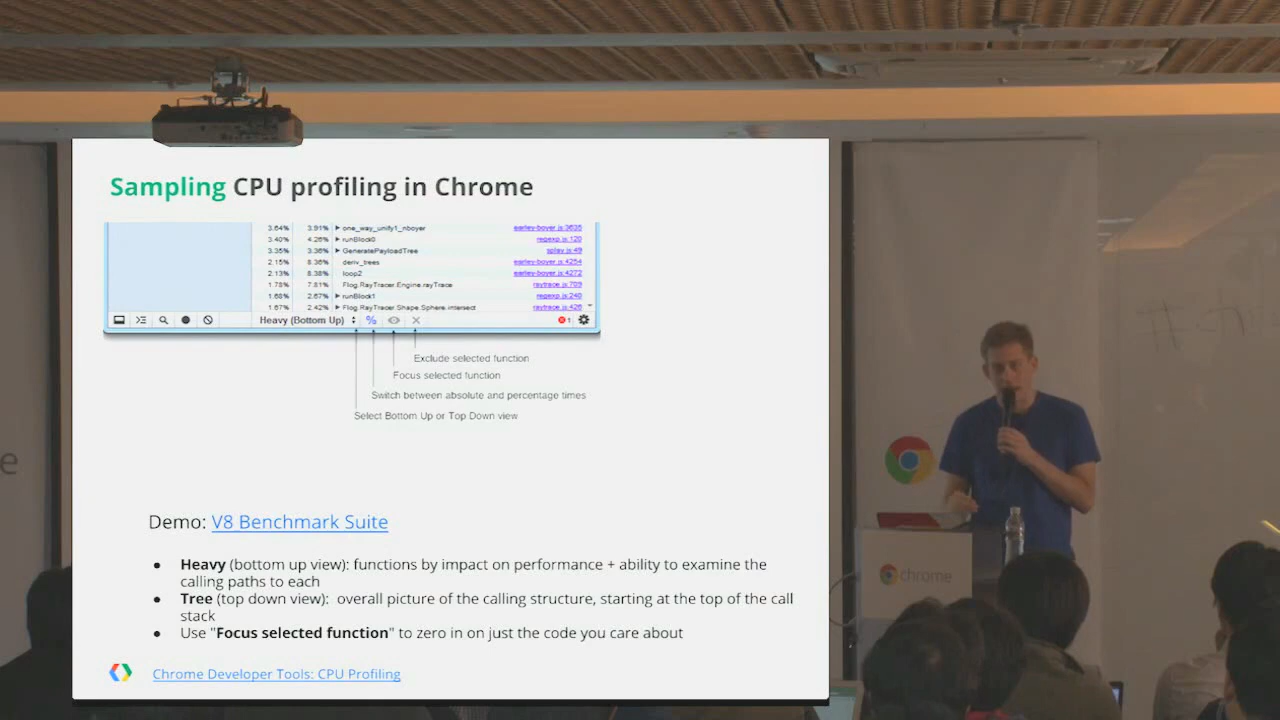 Sampling CPU profiling in Chrome
3.64% 3.91% one_way_unify1_nboyer earley-boyer.js:3635
3.40% 4.26% runBlock0 regexp.js:120
3.35% 3.36% GeneratePayloadTree splay.js:49
2.15% 8.36% deriv_trees earley-boyer.js:4254
2.13% 8.38% loop2 earley-boyer.js:4272
1.78% 7.81% Flog.RayTracer.Engine.rayTrace raytrace.js:709
1.68% 2.67% runBlock1 regexp.js:240
1.67% 2.42% Flog.RayTracer.Shape.Sphere.intersect raytrace.js:426
Heavy (Bottom Up) % 1
Exclude selected function
Focus selected function
Switch between absolute and percentage times
Select Bottom Up or Top Down view
Demo: V8 Benchmark Suite
● Heavy (bottom up view): functions by impact on performance + ability to examine the
calling paths to each
● Tree (top down view): overall picture of the calling structure, starting at the top of the call
stack
● Use "Focus selected function" to zero in on just the code you care about
Chrome Developer Tools: CPU Profiling
chrome